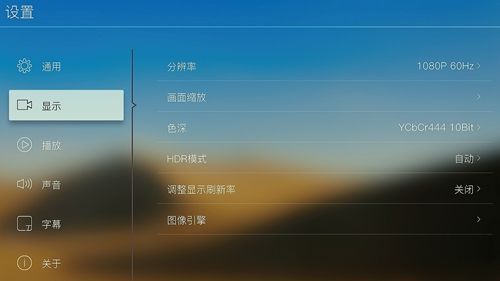 设置
通用
显示
播放
声音
字幕
关于
分辨率 1080P 60Hz
画面缩放
色深 YCbCr444 10Bit
HDR模式 自动
调整显示刷新率 关闭
图像引擎